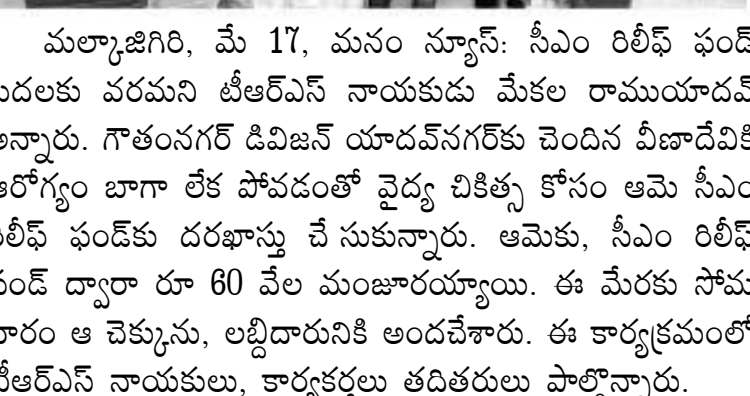 మల్కాజిగిరి, మే 17, మనం న్యూస్: సీఎం రిలీఫ్ ఫండ్
వరమని టీఆర్ఎస్ నాయకుడు మేకల రాముయాదవ్
అన్నారు. గౌతంనగర్ డివిజన్ యాదవ్‌నగర్‌కు చెందిన వీణాదేవికి
ఆరోగ్యం బాగా లేక పోవడంతో వైద్య చికిత్స కోసం ఆమె సీఎం
రిలీఫ్ ఫండ్‌కు దరఖాస్తు చే సుకున్నారు. ఆమెకు, సీఎం రిలీఫ్
ఫండ్ ద్వారా రూ 60 వేల మంజూరయ్యాయి. ఈ మేరకు సోమ
వారం ఆ చెక్కును, లబ్దిదారునికి అందచేశారు. ఈ కార్యక్రమంలో
టీఆర్ఎస్ నాయకులు, కార్యకర్తలు తదితరులు పాల్గొన్నారు.